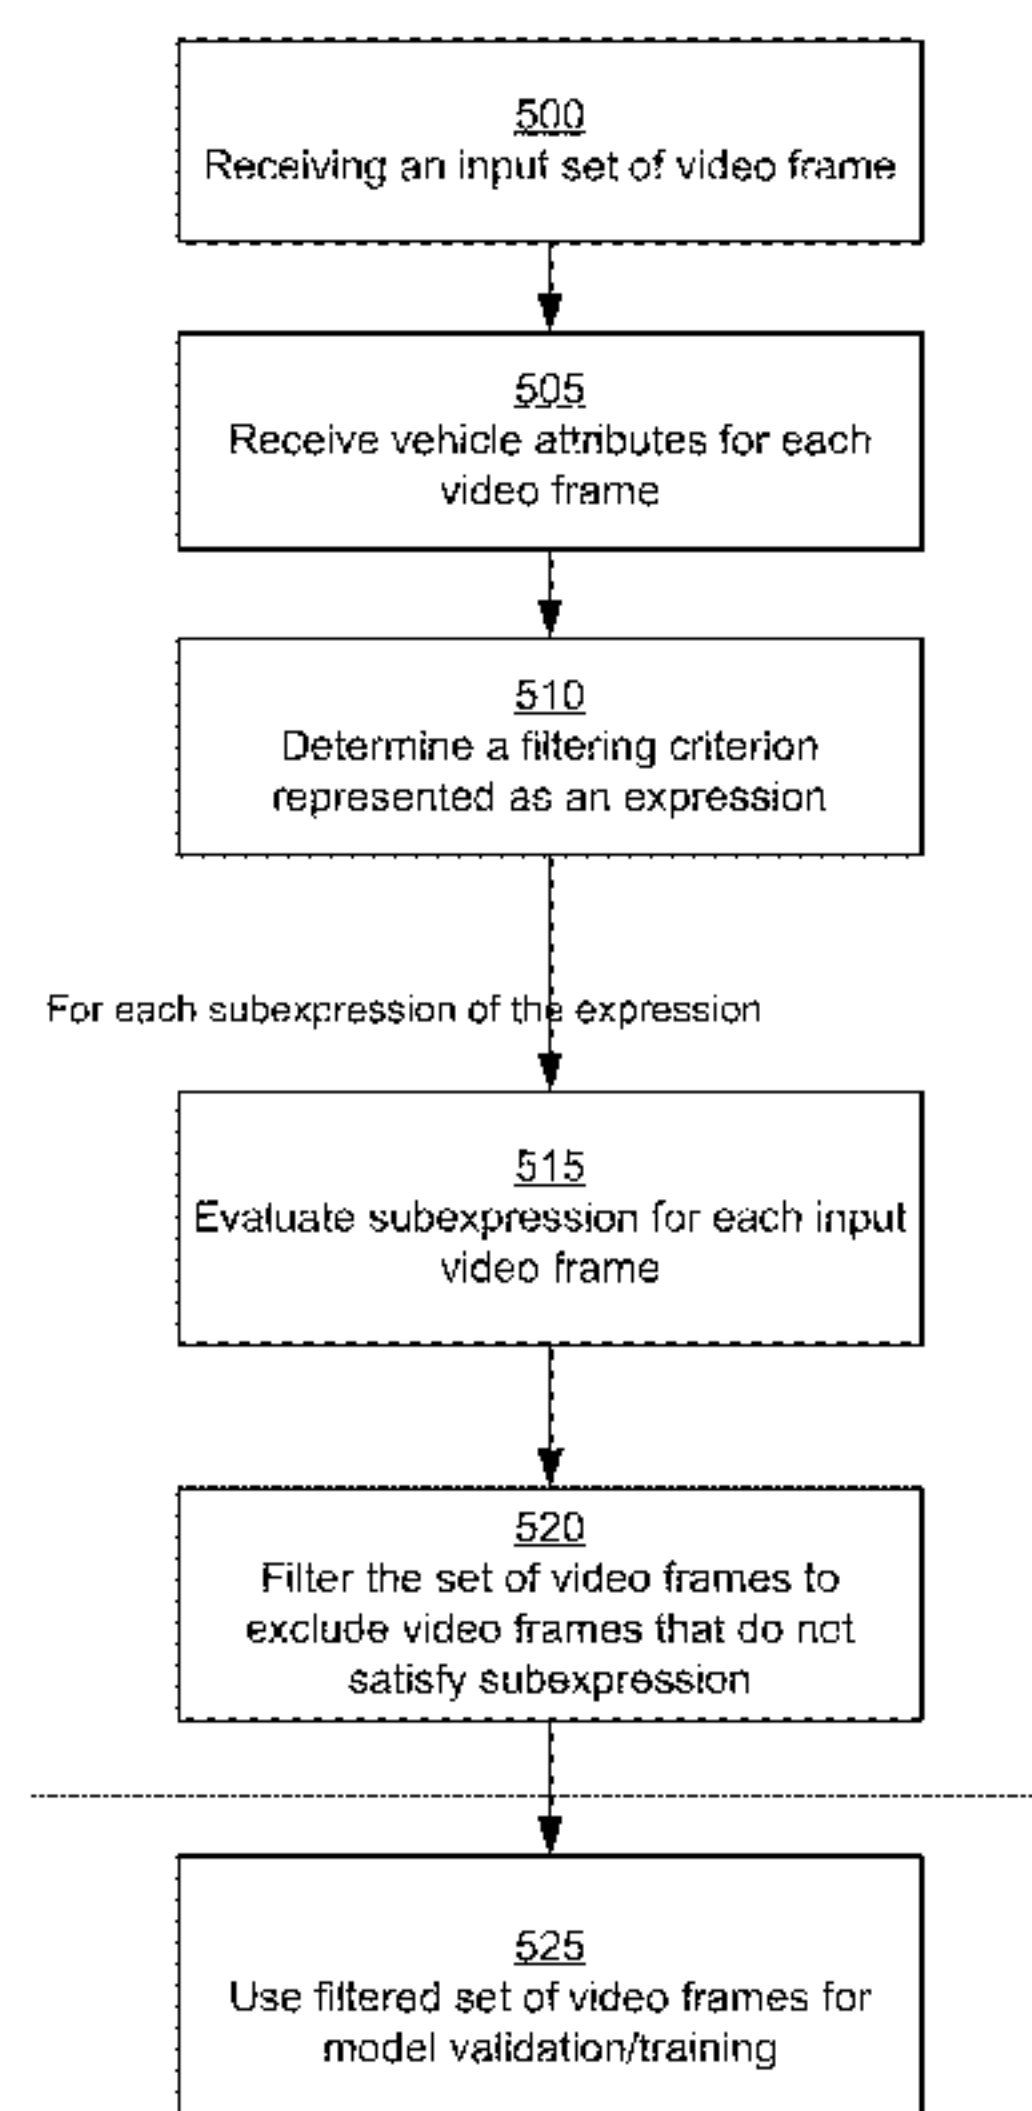 500
Receiving an input set of video frame
505
Receive vehicle attributes for each
video frame
510
Determine a filtering criterion
represented as an expression
For each subexpression of the expression
515
Evaluate subexpression for each input
video frame
520
Filter the set of video frames to
exclude video frames that do not
satisfy subexpression
525
Use filtered set of video frames for
model validation/training